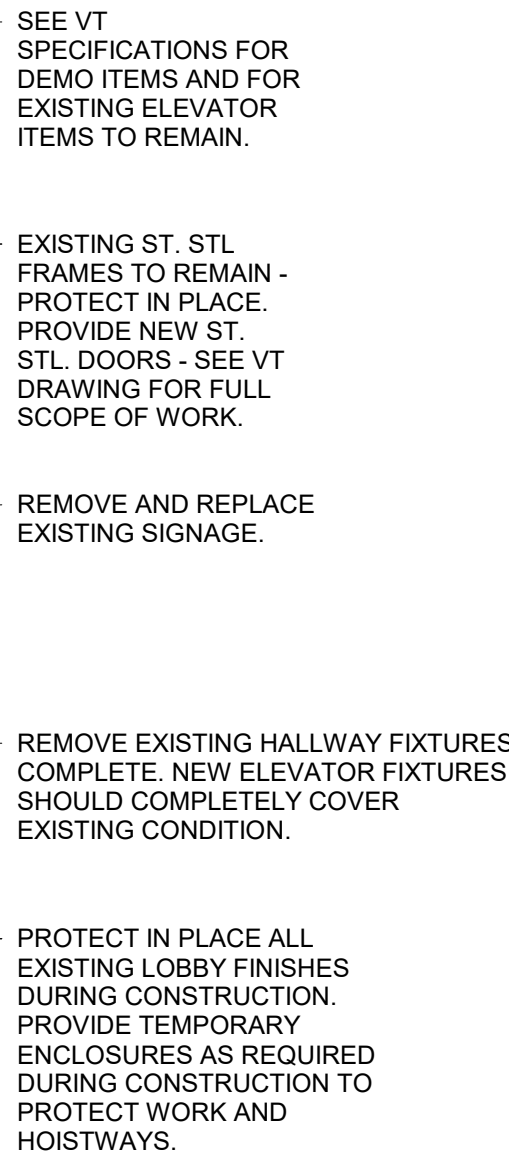 SEE VT
SPECIFICATIONS FOR
DEMO ITEMS AND FOR
EXISTING ELEVATOR
ITEMS TO REMAIN.
EXISTING ST. STL
FRAMES TO REMAIN -
PROTECT IN PLACE.
PROVIDE NEW ST.
STL. DOORS - SEE VT
DRAWING FOR FULL
SCOPE OF WORK.
REMOVE AND REPLACE
EXISTING SIGNAGE.
REMOVE EXISTING HALLWAY FIXTURES
COMPLETE. NEW ELEVATOR FIXTURES
SHOULD COMPLETELY COVER
EXISTING CONDITION.
PROTECT IN PLACE ALL
EXISTING LOBBY FINISHES
DURING CONSTRUCTION.
PROVIDE TEMPORARY
ENCLOSURES AS REQUIRED
DURING CONSTRUCTION TO
PROTECT WORK AND
HOISTWAYS.